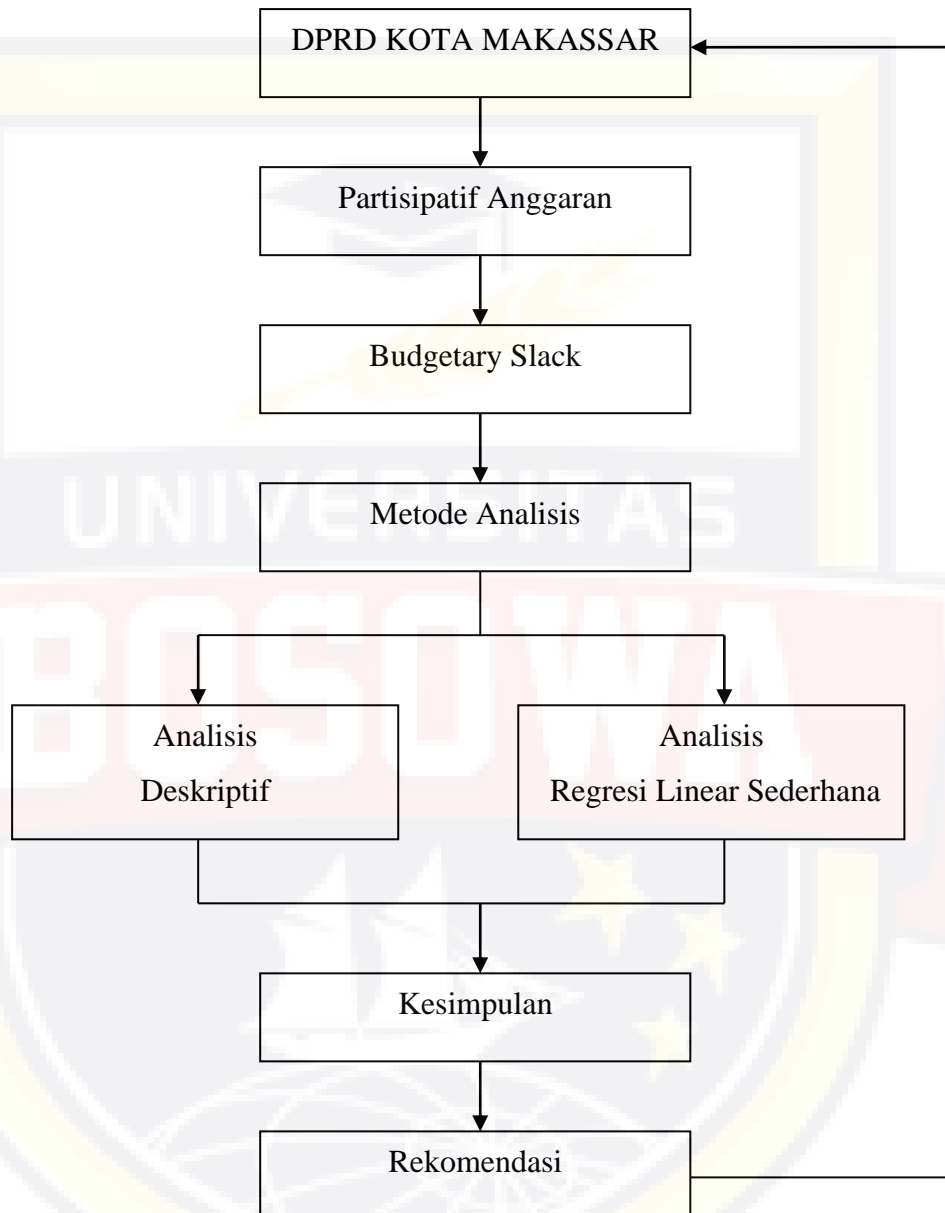 DPRD KOTA MAKASSAR
Partisipatif Anggaran
Budgetary Slack
Metode Analisis
UNIVERSITAS
BOSOWA
Analisis
Deskriptif
Analisis
Regresi Linear Sederhana
Kesimpulan
Rekomendasi